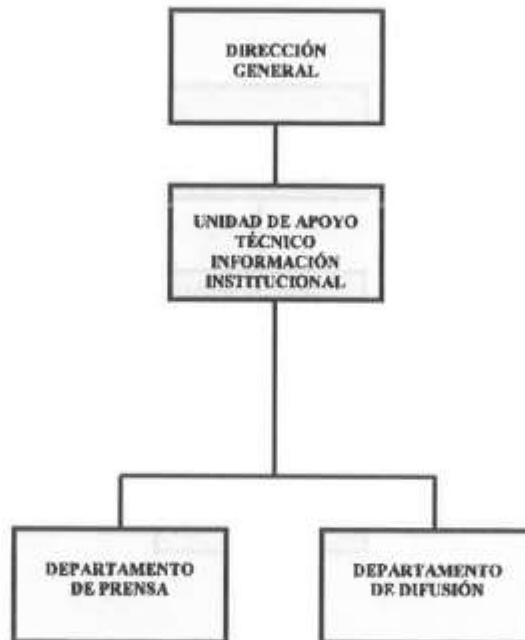 DIRECCIÓN
GENERAL
UNIDAD DE APOYO
TÉCNICO
INFORMACIÓN
INSTITUCIONAL
DEPARTAMENTO
DE PRENSA
DEPARTAMENTO
DE DIFUSIÓN